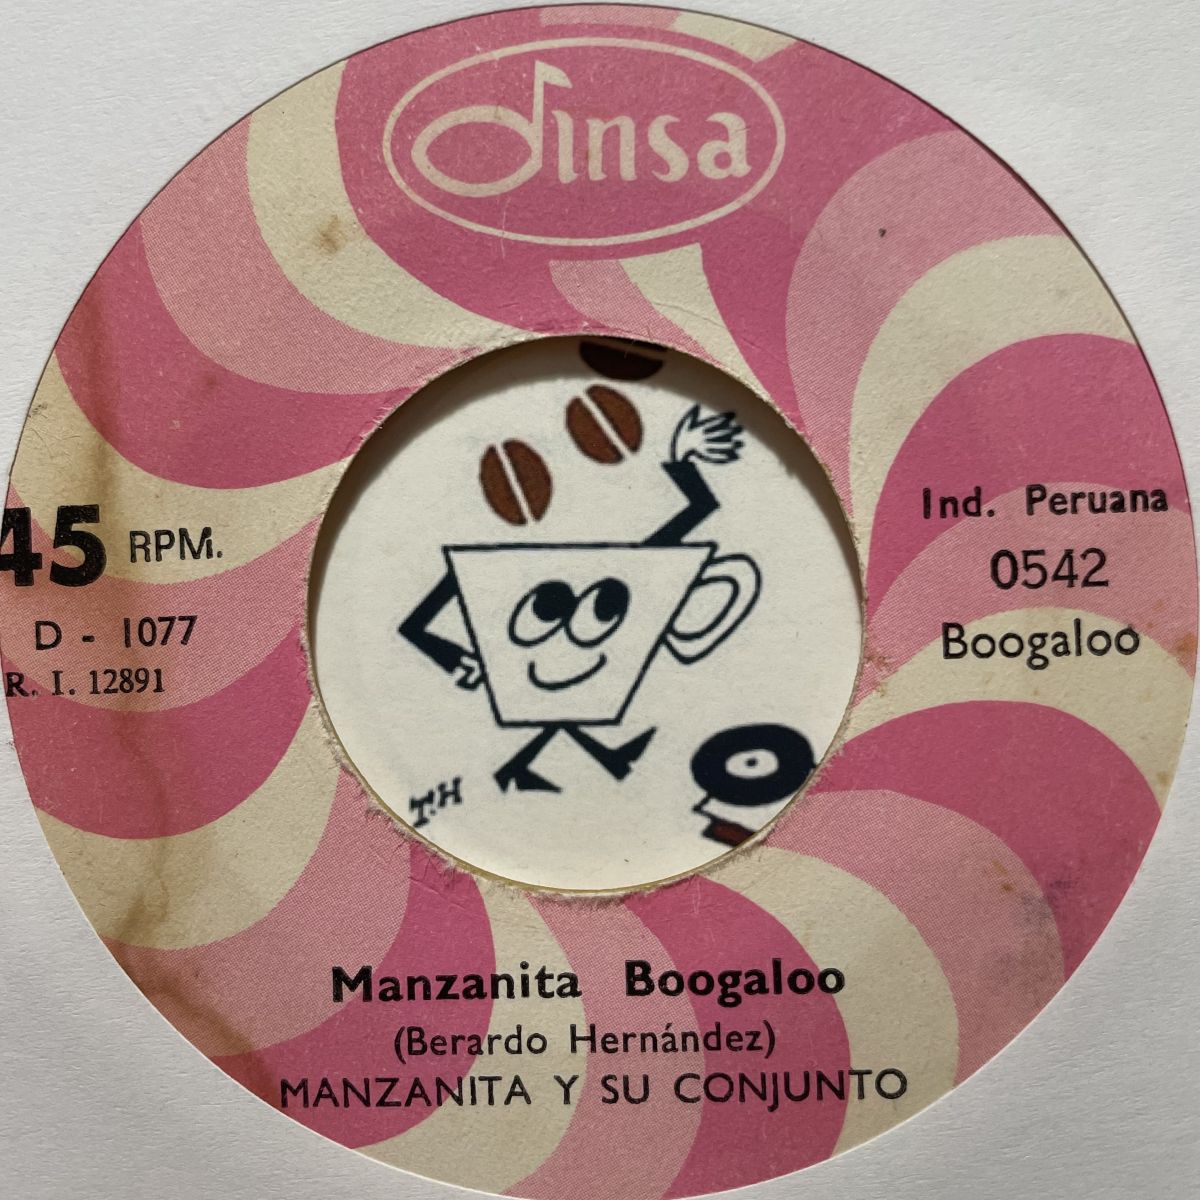 dinsa
45 RPM.
D - 1077
R. I. 12891
Ind. Peruana
0542
Boogaloo
T.H
Manzanita Boogaloo
(Berardo Hernández)
MANZANITA Y SU CONJUNTO